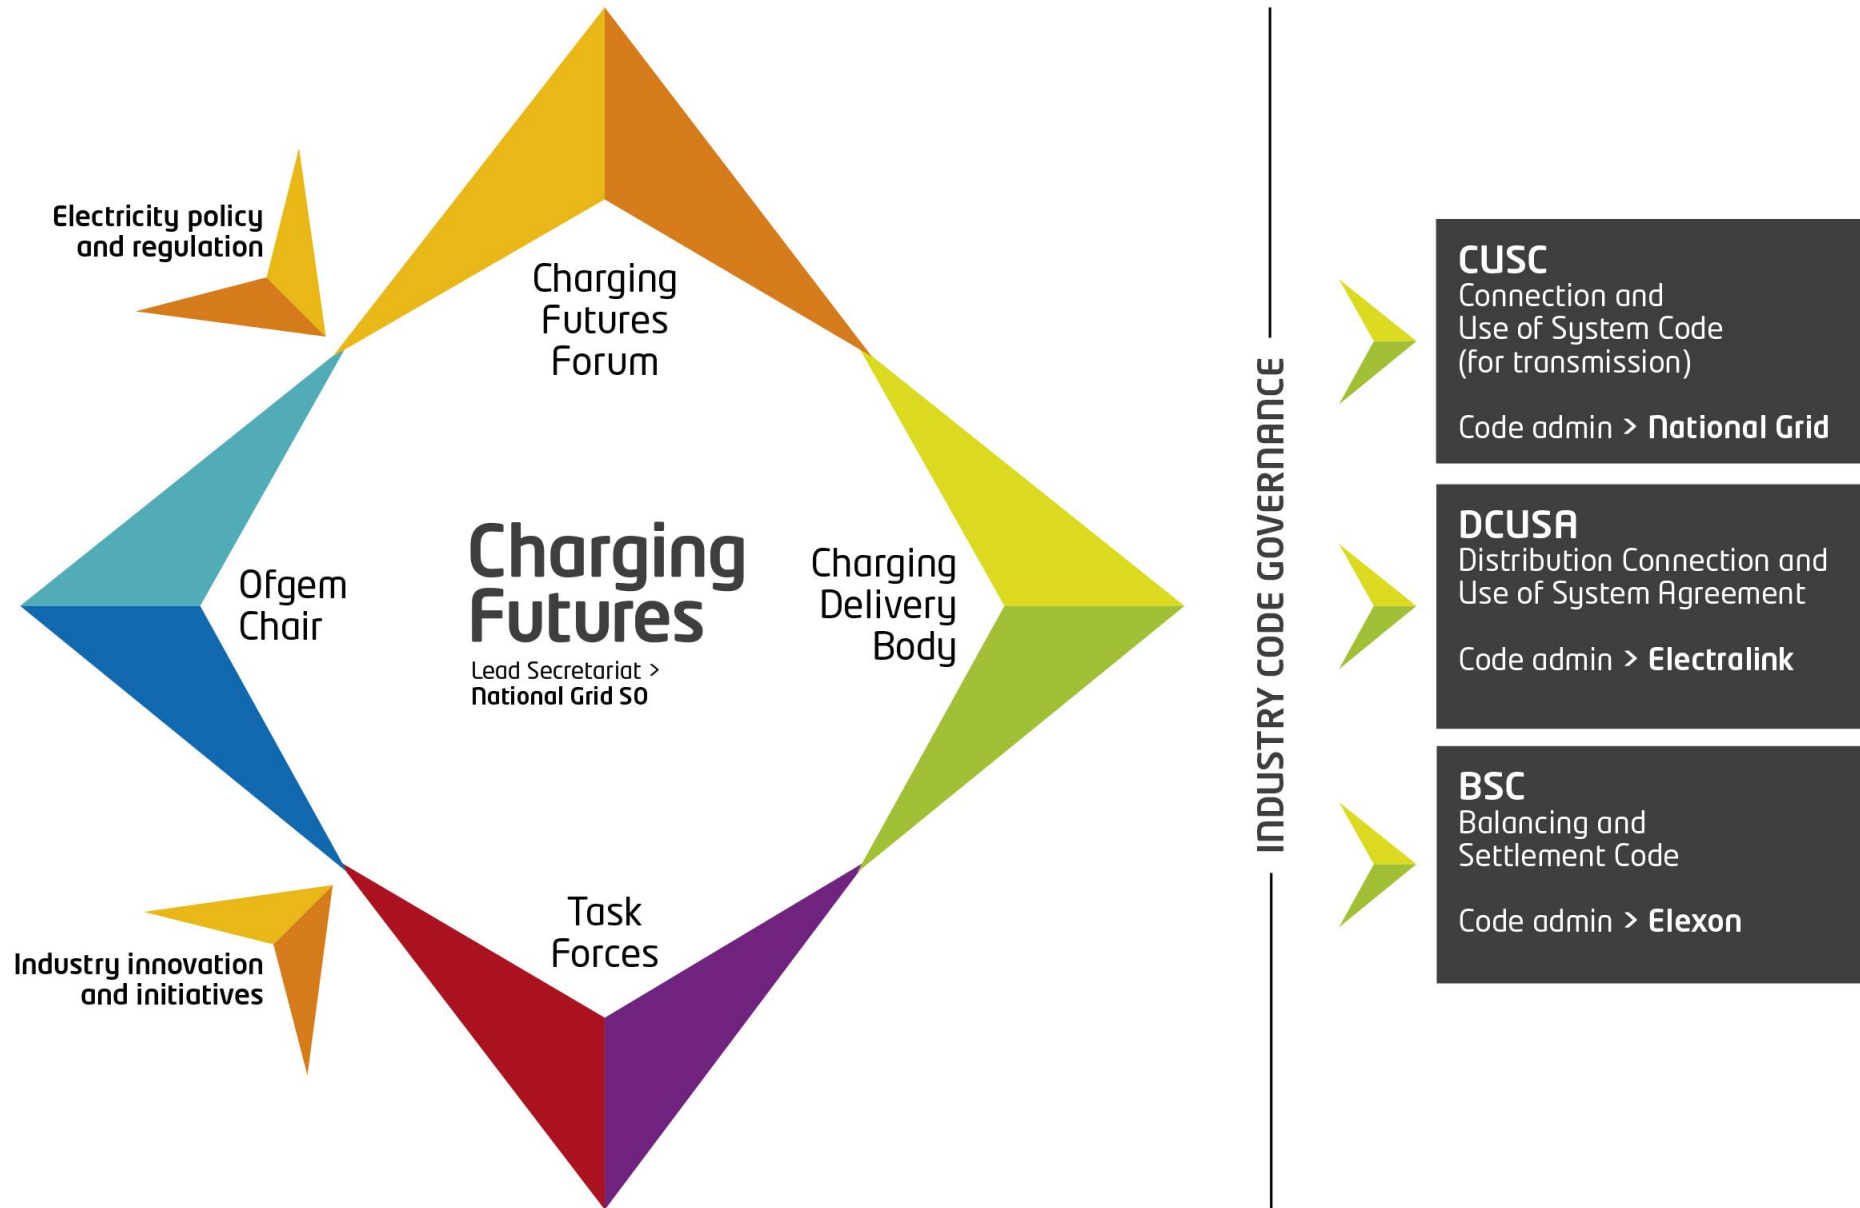 Electricity policy
and regulation
Charging
Futures
Forum
Ofgem
Chair
Charging
Futures
Lead Secretariat >
National Grid SO
Charging
Delivery
Body
Task
Forces
Industry innovation
and initiatives
INDUSTRY CODE GOVERNANCE
CUSC
Connection and
Use of System Code
(for transmission)
Code admin > National Grid
DCUSA
Distribution Connection and
Use of System Agreement
Code admin > Electralink
BSC
Balancing and
Settlement Code
Code admin > Elexon